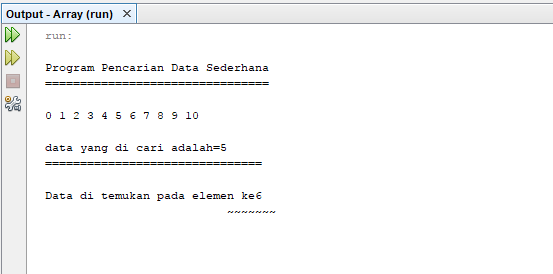 Output - Array (run)
run:
Program Pencarian Data Sederhana
================================
0 1 2 3 4 5 6 7 8 9 10
data yang di cari adalah=5
===============================
Data di temukan pada elemen ke6
~~~~~~~